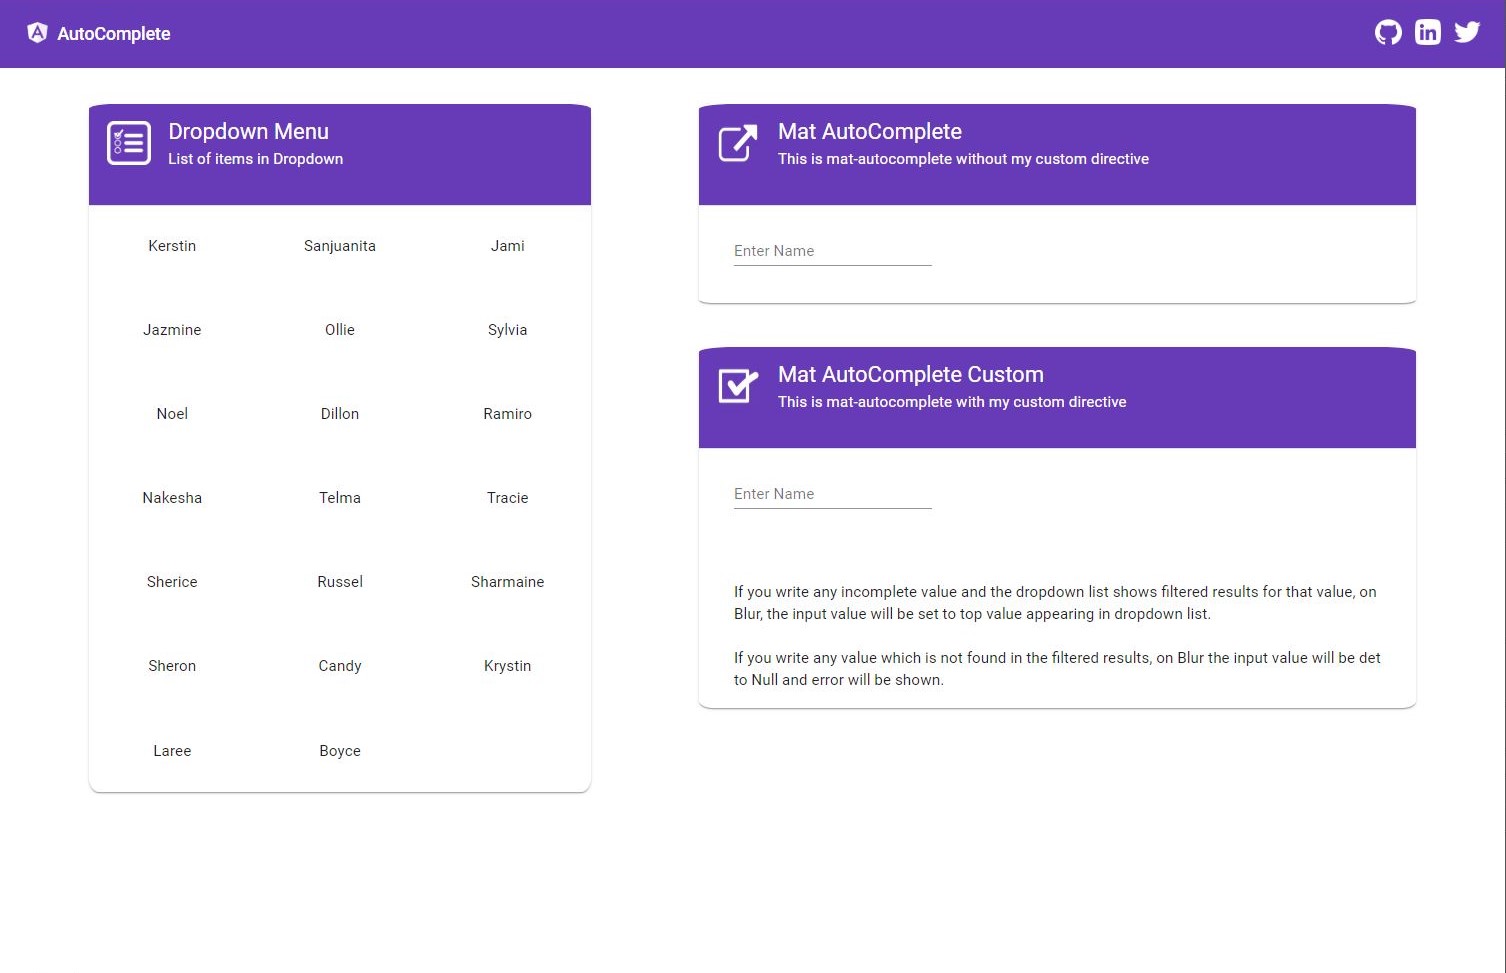 AutoComplete
Dropdown Menu
List of items in Dropdown
Kerstin Sanjuanita Jami
Jazmine Ollie Sylvia
Noel Dillon Ramiro
Nakesha Telma Tracie
Sherice Russel Sharmaine
Sheron Candy Krystin
Laree Boyce
Mat AutoComplete
This is mat-autocomplete without my custom directive
Enter Name
Mat AutoComplete Custom
This is mat-autocomplete with my custom directive
Enter Name
If you write any incomplete value and the dropdown list shows filtered results for that value, on
Blur, the input value will be set to top value appearing in dropdown list.
If you write any value which is not found in the filtered results, on Blur the input value will be det
to Null and error will be shown.